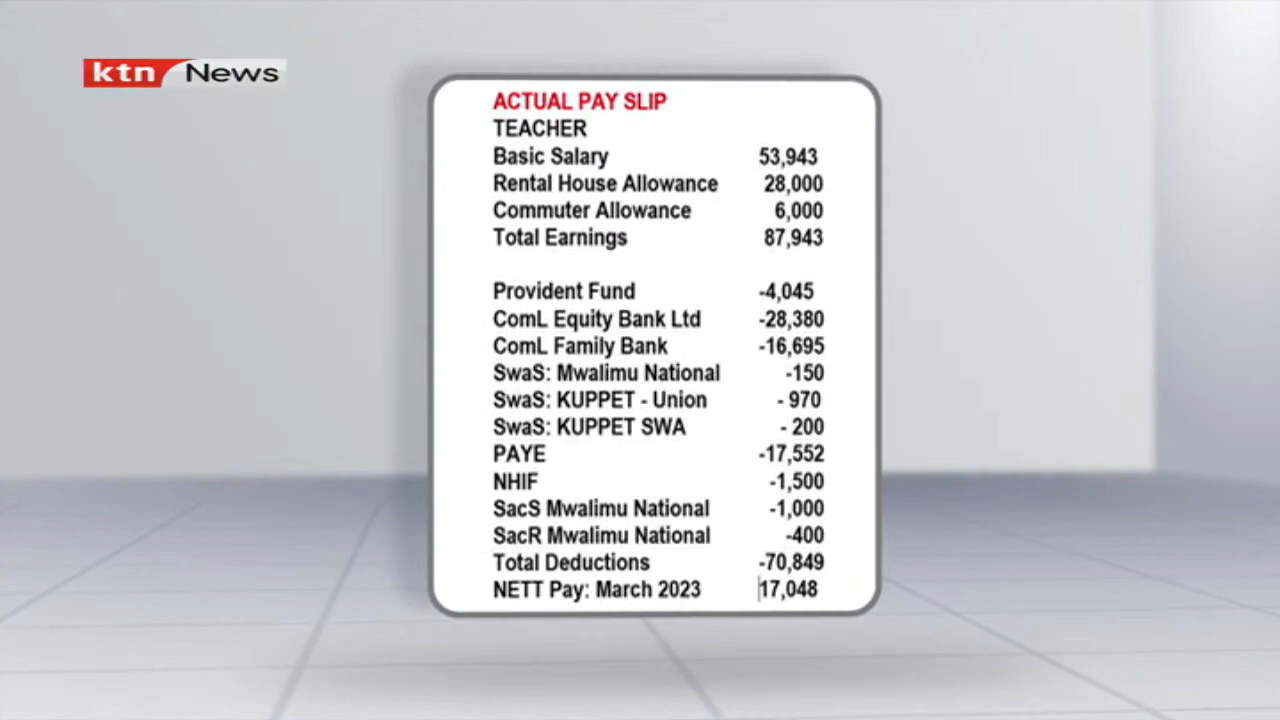 ktn News
ACTUAL PAY SLIP
TEACHER
Basic Salary 53,943
Rental House Allowance 28,000
Commuter Allowance 6,000
Total Earnings 87,943
Provident Fund -4,045
ComL Equity Bank Ltd -28,380
ComL Family Bank -16,695
SwaS: Mwalimu National -150
SwaS: KUPPET - Union - 970
SwaS: KUPPET SWA - 200
PAYE -17,552
NHIF -1,500
SacS Mwalimu National -1,000
SacR Mwalimu National -400
Total Deductions -70,849
NETT Pay: March 2023 17,048